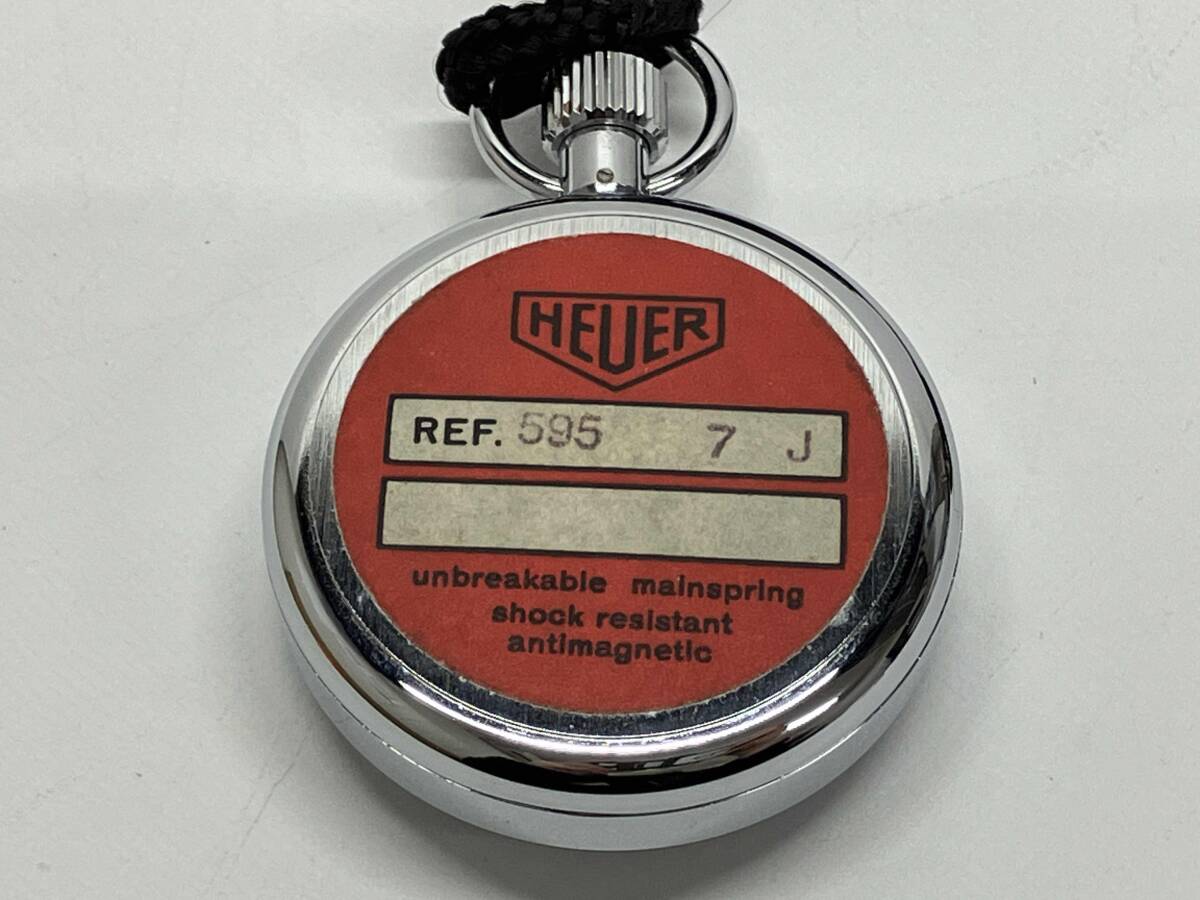 HEUER
REF. 595 7 J
unbreakable mainspring
shock resistant
antimagnetic